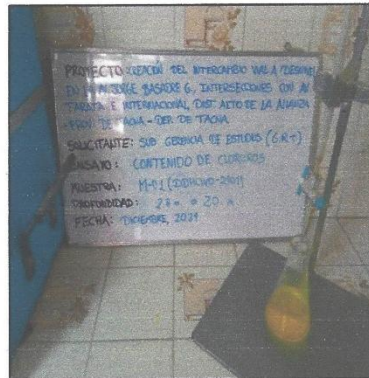 PROYECTO: CREACIÓN DEL INTERCAMBIO VIAL A DESNIVEL
EN LA AV. JORGE BASADRE G. INTERSECCIONES CON AV.
TARATA E INTERNACIONAL, DIST. ALTO DE LA ALIANZA
- PROV. DE TACNA - DEP. DE TACNA
SOLICITANTE: SUB GERENCIA DE ESTUDIOS (G.R.T)
ENSAYO: CONTENIDO DE CLORUROS
MUESTRA: M-01
PROFUNDIDAD:
FECHA: DICIEMBRE, 2021